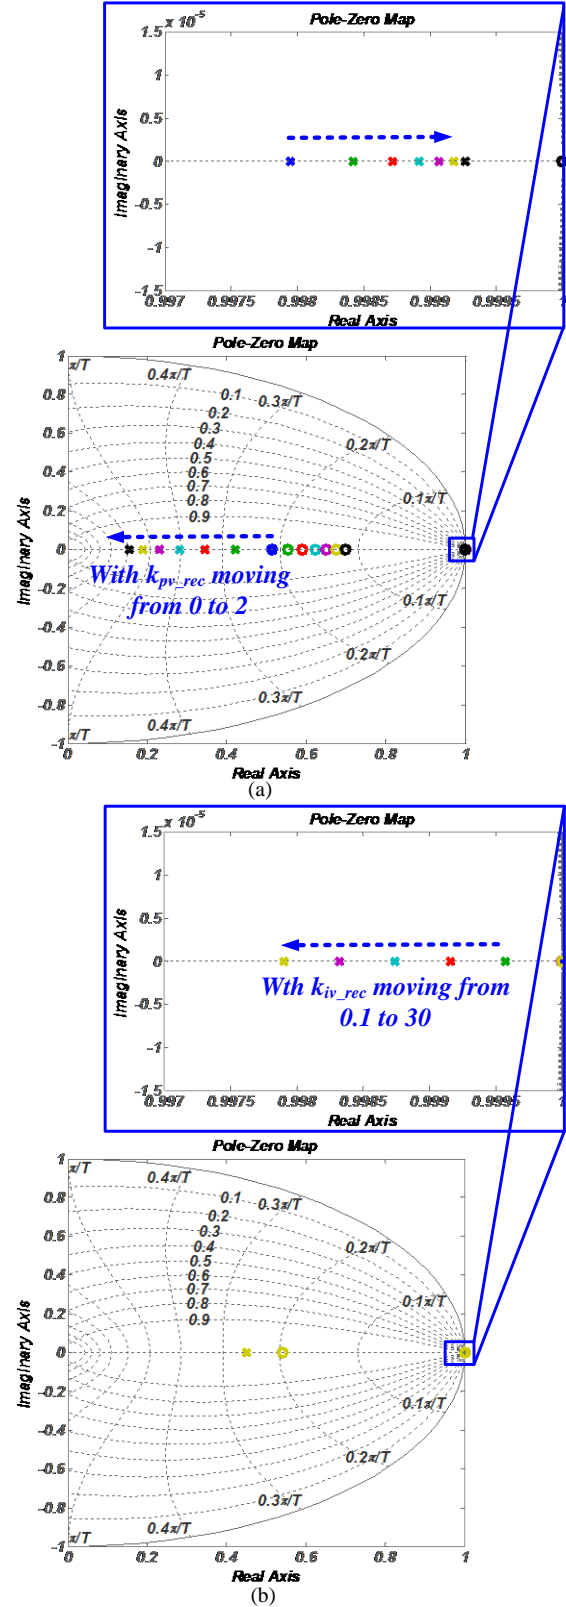 Pole-Zero Map
x 10^-5
1.5
1
0.5
0
-0.5
-1
-1.5
Imaginary Axis
0.997 0.9975 0.998 0.9985 0.999 0.9995 1
Real Axis
Pole-Zero Map
1
0.8
0.6
0.4
0.2
0
-0.2
-0.4
-0.6
-0.8
-1
Imaginary Axis
π/T
0.4π/T
0.3π/T
0.2π/T
0.1π/T
0.1
0.2
0.3
0.4
0.5
0.6
0.7
0.8
0.9
With k_pv_rec moving
from 0 to 2
0.1π/T
0.2π/T
0.3π/T
0.4π/T
π/T
0 0.2 0.4 0.6 0.8 1
Real Axis
(a)
Pole-Zero Map
x 10^-5
1.5
1
0.5
0
-0.5
-1
-1.5
Imaginary Axis
Wth k_iv_rec moving from
0.1 to 30
0.997 0.9975 0.998 0.9985 0.999 0.9995 1
Real Axis
Pole-Zero Map
1
0.8
0.6
0.4
0.2
0
-0.2
-0.4
-0.6
-0.8
-1
Imaginary Axis
π/T
0.4π/T
0.3π/T
0.2π/T
0.1π/T
0.1
0.2
0.3
0.4
0.5
0.6
0.7
0.8
0.9
0.1π/T
0.2π/T
0.3π/T
0.4π/T
π/T
0 0.2 0.4 0.6 0.8 1
Real Axis
(b)